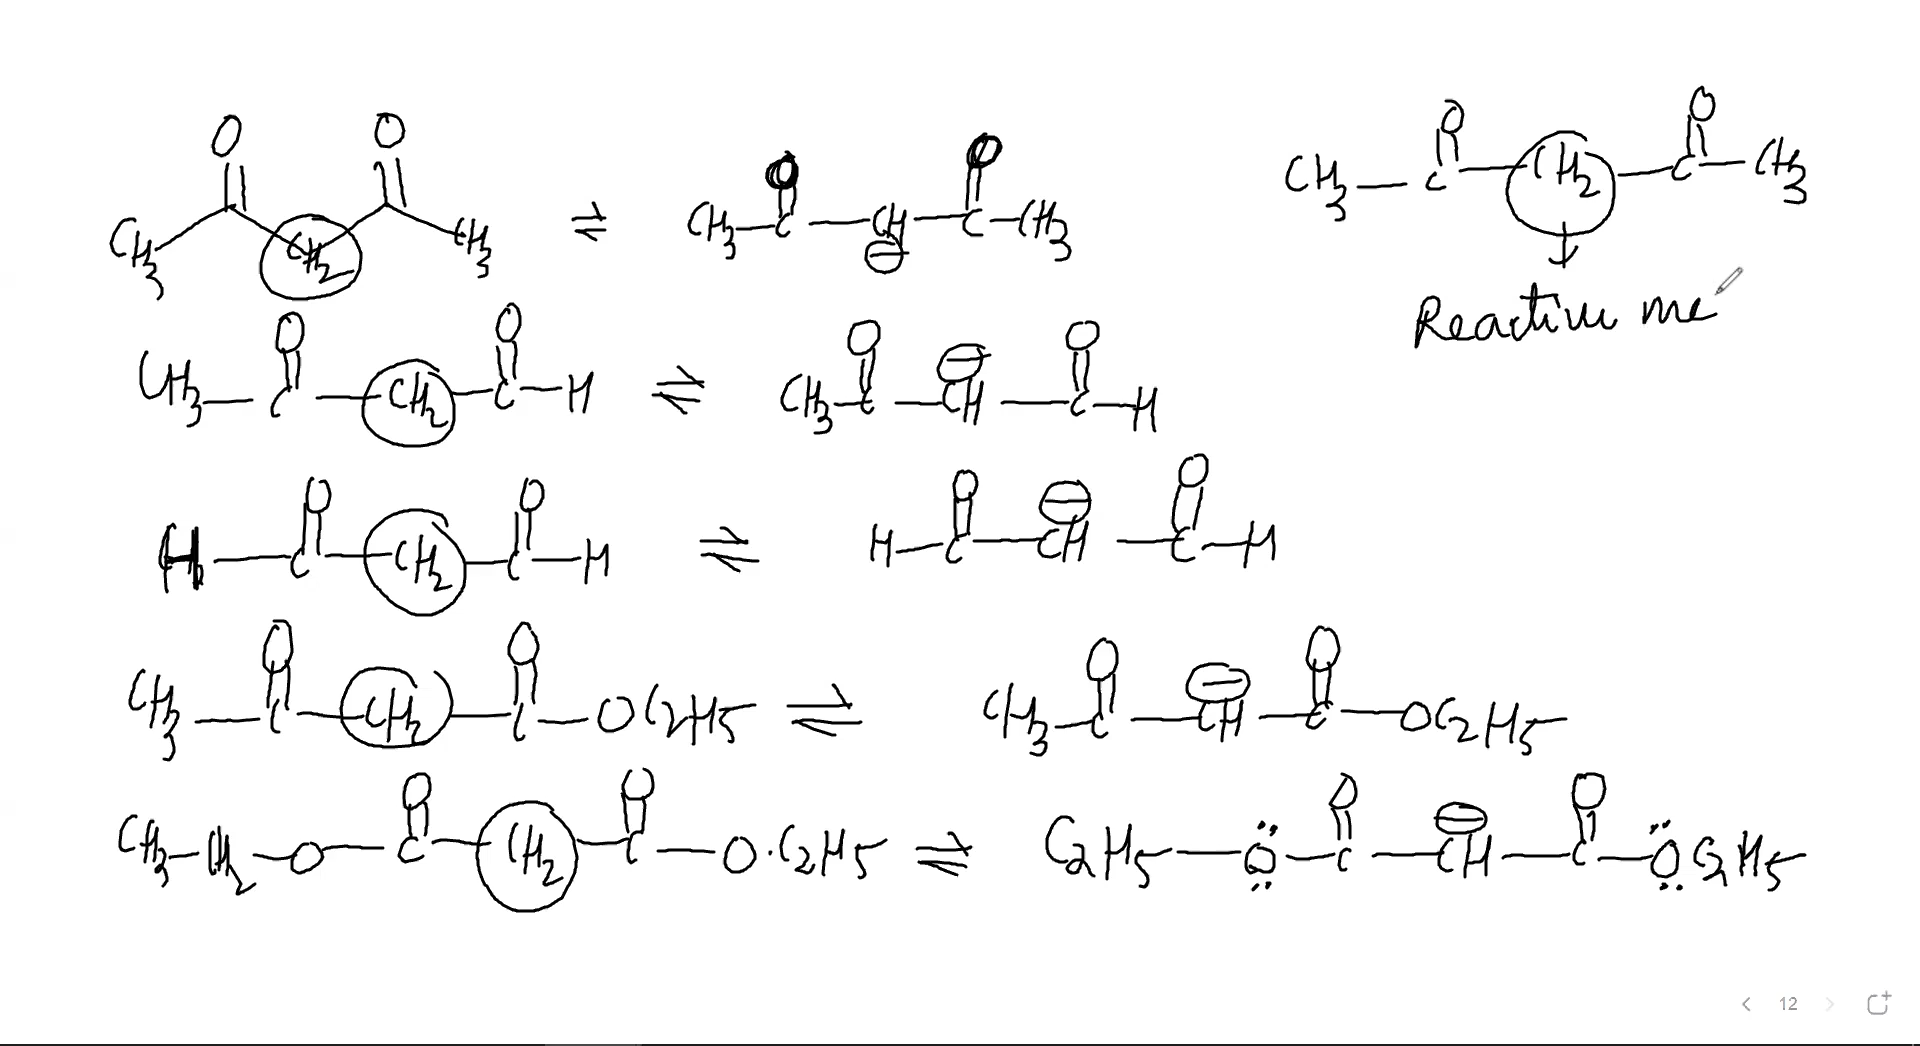 CH3-C(=O)-CH2-C(=O)-CH3 ⇌ CH3-C(=O)-CH⊖-C(=O)-CH3
CH3-C(=O)-CH2-C(=O)-CH3
↓
Reactive me
CH3-C(=O)-CH2-C(=O)-H ⇌ CH3-C(=O)-CH⊖-C(=O)-H
H-C(=O)-CH2-C(=O)-H ⇌ H-C(=O)-CH⊖-C(=O)-H
CH3-C(=O)-CH2-C(=O)-OC2H5 ⇌ CH3-C(=O)-CH⊖-C(=O)-OC2H5
CH3-CH2-O-C(=O)-CH2-C(=O)-O·C2H5 ⇌ C2H5-O-C(=O)-CH⊖-C(=O)-OC2H5
12